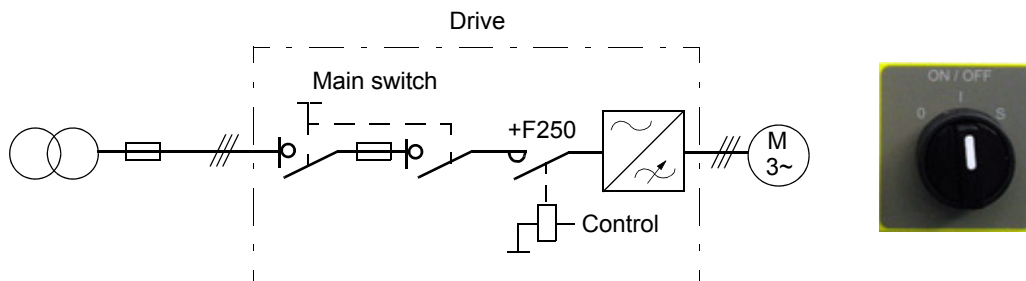 Drive
Main switch
+F250
M
3~
Control
ON / OFF
I
0 S